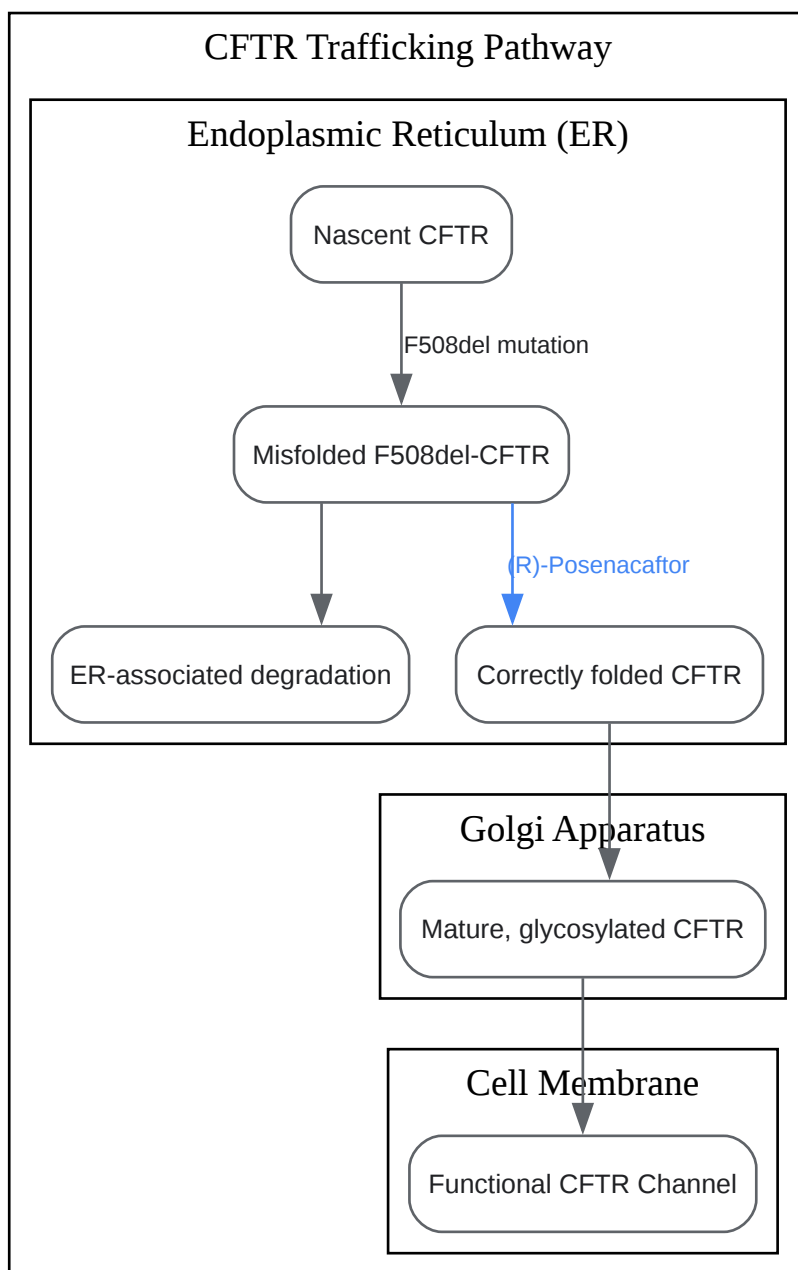 CFTR Trafficking Pathway
Endoplasmic Reticulum (ER)
Nascent CFTR
F508del mutation
Misfolded F508del-CFTR
(R)-Posenacaftor
ER-associated degradation
Correctly folded CFTR
Golgi Apparatus
Mature, glycosylated CFTR
Cell Membrane
Functional CFTR Channel